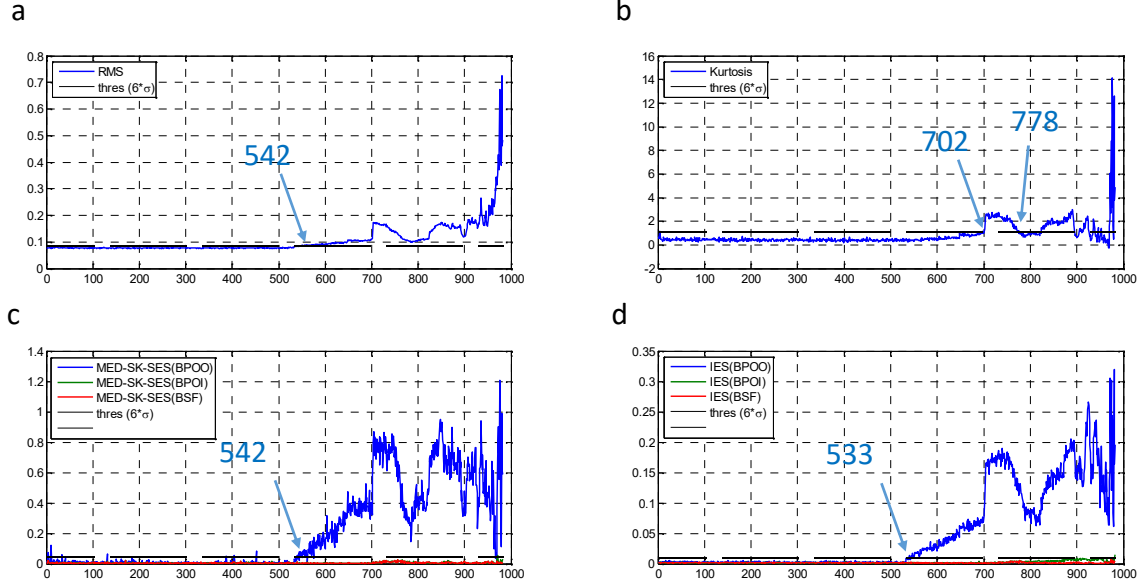 a
0.8
0.7
0.6
0.5
0.4
0.3
0.2
0.1
0
RMS
thres (6*σ)
542
0 100 200 300 400 500 600 700 800 900 1000
b
16
14
12
10
8
6
4
2
0
-2
Kurtosis
thres (6*σ)
702
778
0 100 200 300 400 500 600 700 800 900 1000
c
1.4
1.2
1
0.8
0.6
0.4
0.2
0
MED-SK-SES(BPOO)
MED-SK-SES(BPOI)
MED-SK-SES(BSF)
thres (6*σ)
542
0 100 200 300 400 500 600 700 800 900 1000
d
0.35
0.3
0.25
0.2
0.15
0.1
0.05
0
IES(BPOO)
IES(BPOI)
IES(BSF)
thres (6*σ)
533
0 100 200 300 400 500 600 700 800 900 1000